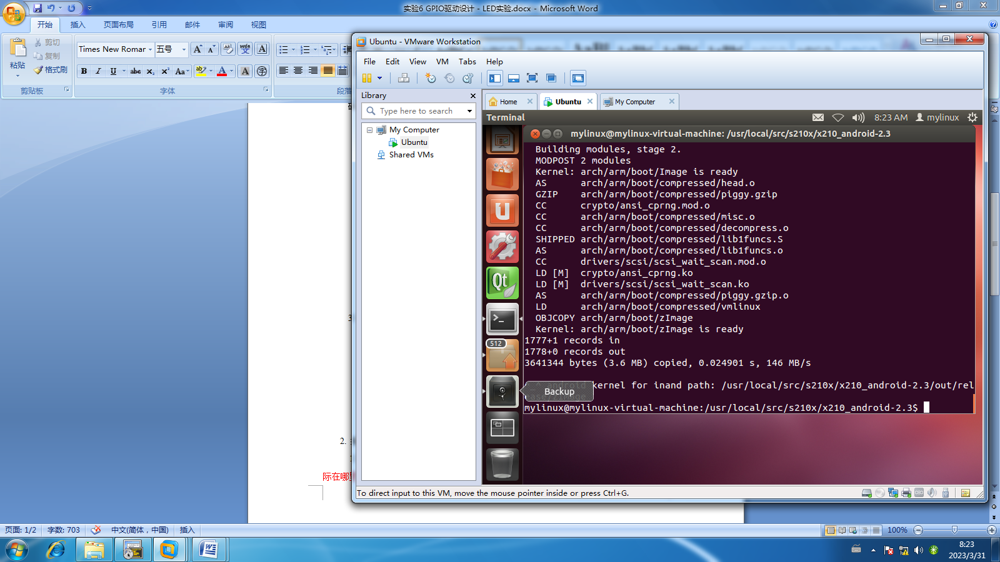 实验6 GPIO驱动设计 - LED实验.docx - Microsoft Word
开始 插入 页面布局 引用 邮件 审阅 视图
粘贴
剪切
复制
格式刷
剪贴板
Times New Romar 五号
B I U abe x₂ x² Aa
字体
段落
2.
际在哪
页面: 1/2 字数: 703 中文(简体, 中国) 插入
100%
Ubuntu - VMware Workstation
File Edit View VM Tabs Help
Library
Type here to search
My Computer
Ubuntu
Shared VMs
Home Ubuntu My Computer
Terminal 8:23 AM mylinux
mylinux@mylinux-virtual-machine: /usr/local/src/s210x/x210_android-2.3
Building modules, stage 2.
MODPOST 2 modules
Kernel: arch/arm/boot/Image is ready
AS arch/arm/boot/compressed/head.o
GZIP arch/arm/boot/compressed/piggy.gzip
CC crypto/ansi_cprng.mod.o
CC arch/arm/boot/compressed/misc.o
CC arch/arm/boot/compressed/decompress.o
SHIPPED arch/arm/boot/compressed/lib1funcs.S
AS arch/arm/boot/compressed/lib1funcs.o
CC drivers/scsi/scsi_wait_scan.mod.o
LD [M] crypto/ansi_cprng.ko
LD [M] drivers/scsi/scsi_wait_scan.ko
AS arch/arm/boot/compressed/piggy.gzip.o
LD arch/arm/boot/compressed/vmlinux
OBJCOPY arch/arm/boot/zImage
Kernel: arch/arm/boot/zImage is ready
1777+1 records in
1778+0 records out
3641344 bytes (3.6 MB) copied, 0.024901 s, 146 MB/s
^_^ android kernel for inand path: /usr/local/src/s210x/x210_android-2.3/out/rel
ease/zImage
mylinux@mylinux-virtual-machine:/usr/local/src/s210x/x210_android-2.3$
Qt
512
Backup
To direct input to this VM, move the mouse pointer inside or press Ctrl+G.
8:23
2023/3/31